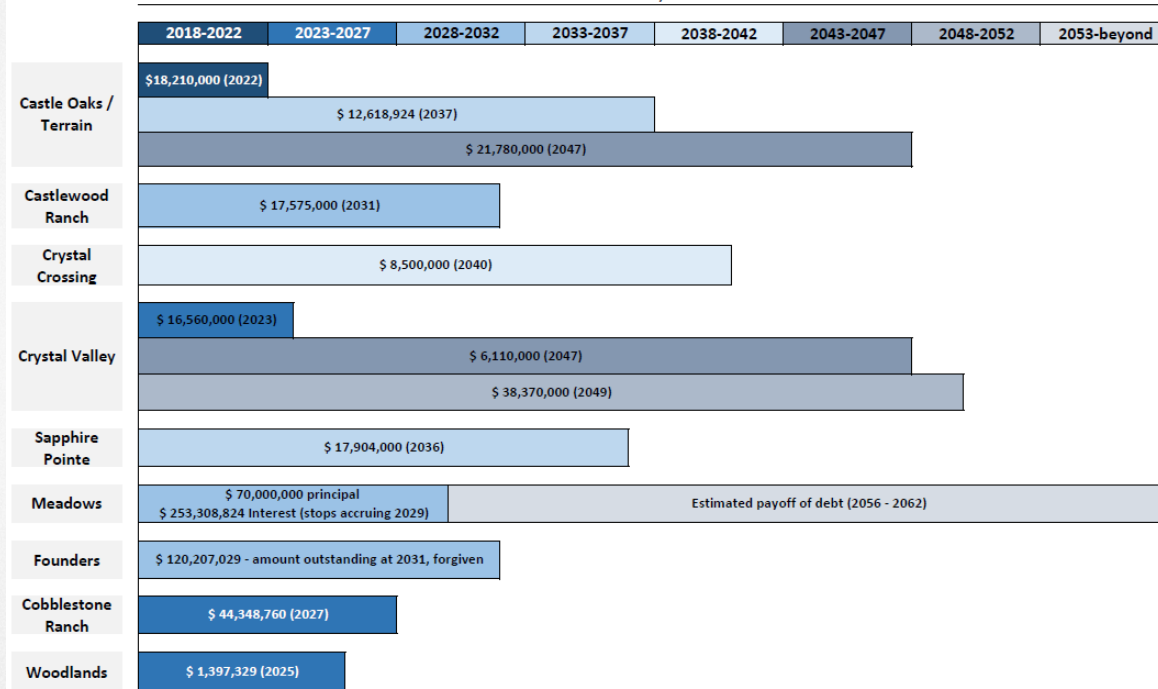 2018-2022 2023-2027 2028-2032 2033-2037 2038-2042 2043-2047 2048-2052 2053-beyond
Castle Oaks /
Terrain
$18,210,000 (2022)
$ 12,618,924 (2037)
$ 21,780,000 (2047)
Castlewood
Ranch
$ 17,575,000 (2031)
Crystal
Crossing
$ 8,500,000 (2040)
Crystal Valley
$ 16,560,000 (2023)
$ 6,110,000 (2047)
$ 38,370,000 (2049)
Sapphire
Pointe
$ 17,904,000 (2036)
Meadows
$ 70,000,000 principal
$ 253,308,824 Interest (stops accruing 2029)
Estimated payoff of debt (2056 - 2062)
Founders
$ 120,207,029 - amount outstanding at 2031, forgiven
Cobblestone
Ranch
$ 44,348,760 (2027)
Woodlands
$ 1,397,329 (2025)